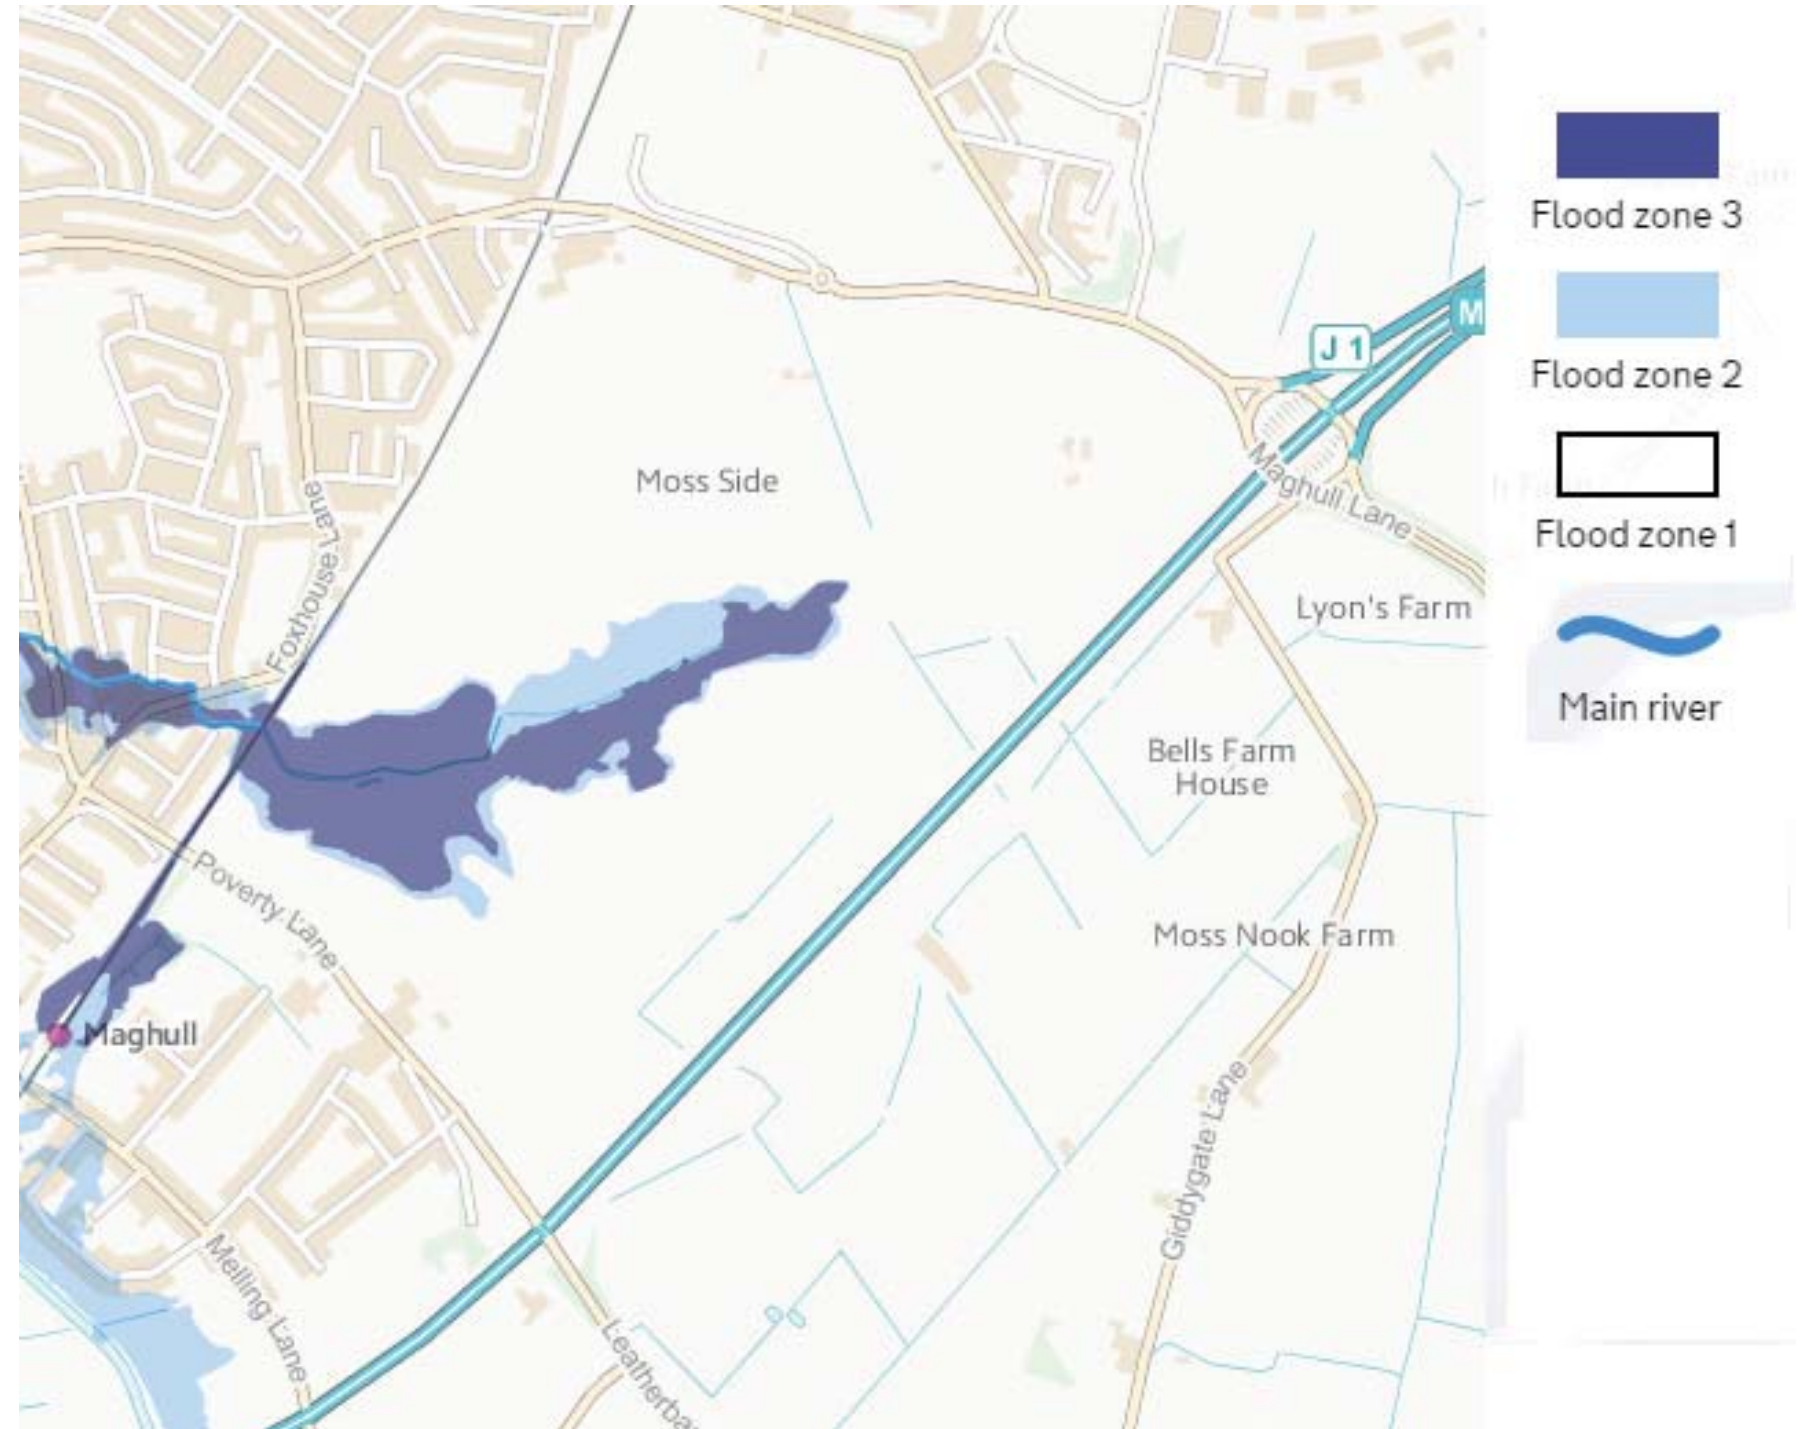 Flood zone 3
J 1
M
Flood zone 2
Maghull Lane
Moss Side
Foxhouse Lane
Flood zone 1
Lyon's Farm
Main river
Bells Farm
House
Poverty Lane
Moss Nook Farm
Maghull
Giddygate Lane
Melling Lane
Leatherba